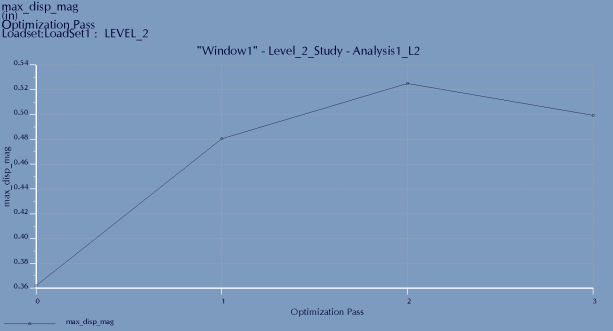 max_disp_mag
(in)
Optimization Pass
Loadset:LoadSet1 : LEVEL_2
"Window1" - Level_2_Study - Analysis1_L2
0.54
0.52
0.50
0.48
0.46
0.44
0.42
0.40
0.38
0.36
max_disp_mag
0
1
2
3
Optimization Pass
max_disp_mag